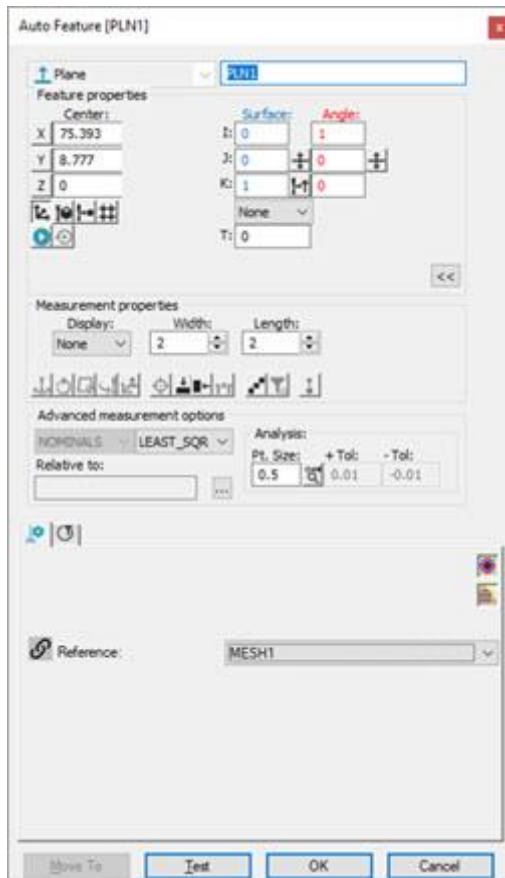 Auto Feature [PLN1]
x
Plane PLN1
Feature properties
Center: Surface: Angle:
X 75.393 I: 0 1
Y 8.777 J: 0 0
Z 0 K: 1 0
None
T: 0
<<
Measurement properties
Display: Width: Length:
None 2 2
Advanced measurement options
NOMINALS LEAST_SQR Analysis:
Relative to: Pt. Size: + Tol: - Tol:
0.5 0.01 -0.01
...
Reference: MESH1
Move To Test OK Cancel